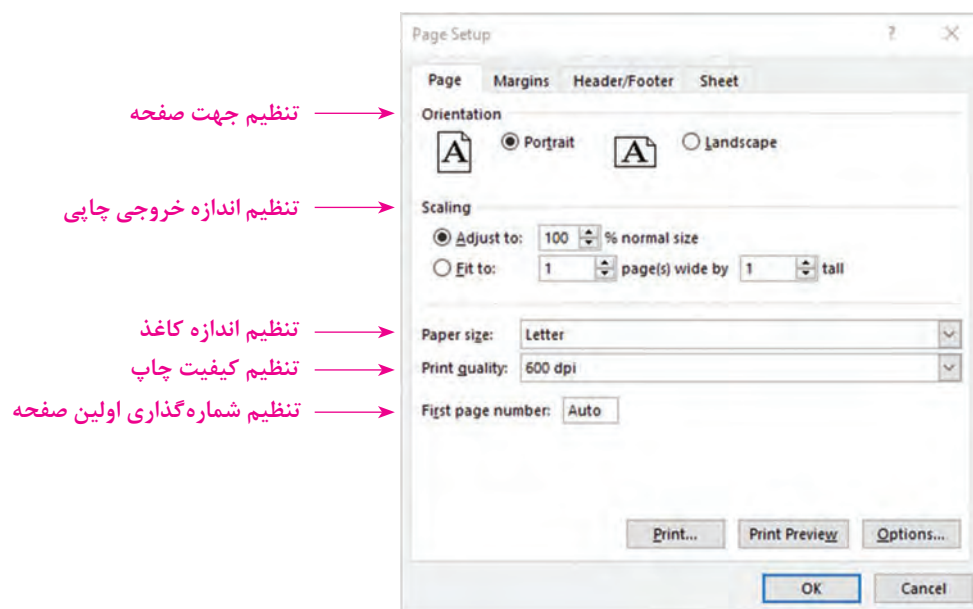 Page Setup ? ×
Page Margins Header/Footer Sheet
تنظیم جهت صفحه
Orientation
A Portrait A Landscape
تنظیم اندازه خروجی چاپی
Scaling
Adjust to: 100 % normal size
Fit to: 1 page(s) wide by 1 tall
تنظیم اندازه کاغذ
Paper size: Letter
تنظیم کیفیت چاپ
Print quality: 600 dpi
تنظیم شماره‌گذاری اولین صفحه
First page number: Auto
Print... Print Preview Options...
OK Cancel